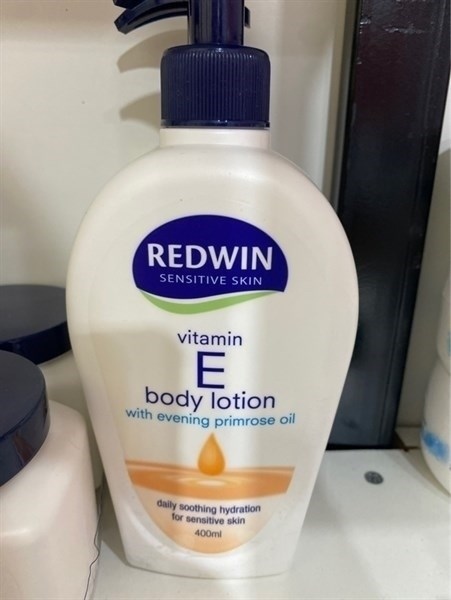 REDWIN
SENSITIVE SKIN
vitamin
E
body lotion
with evening primrose oil
daily soothing hydration
for sensitive skin
400ml